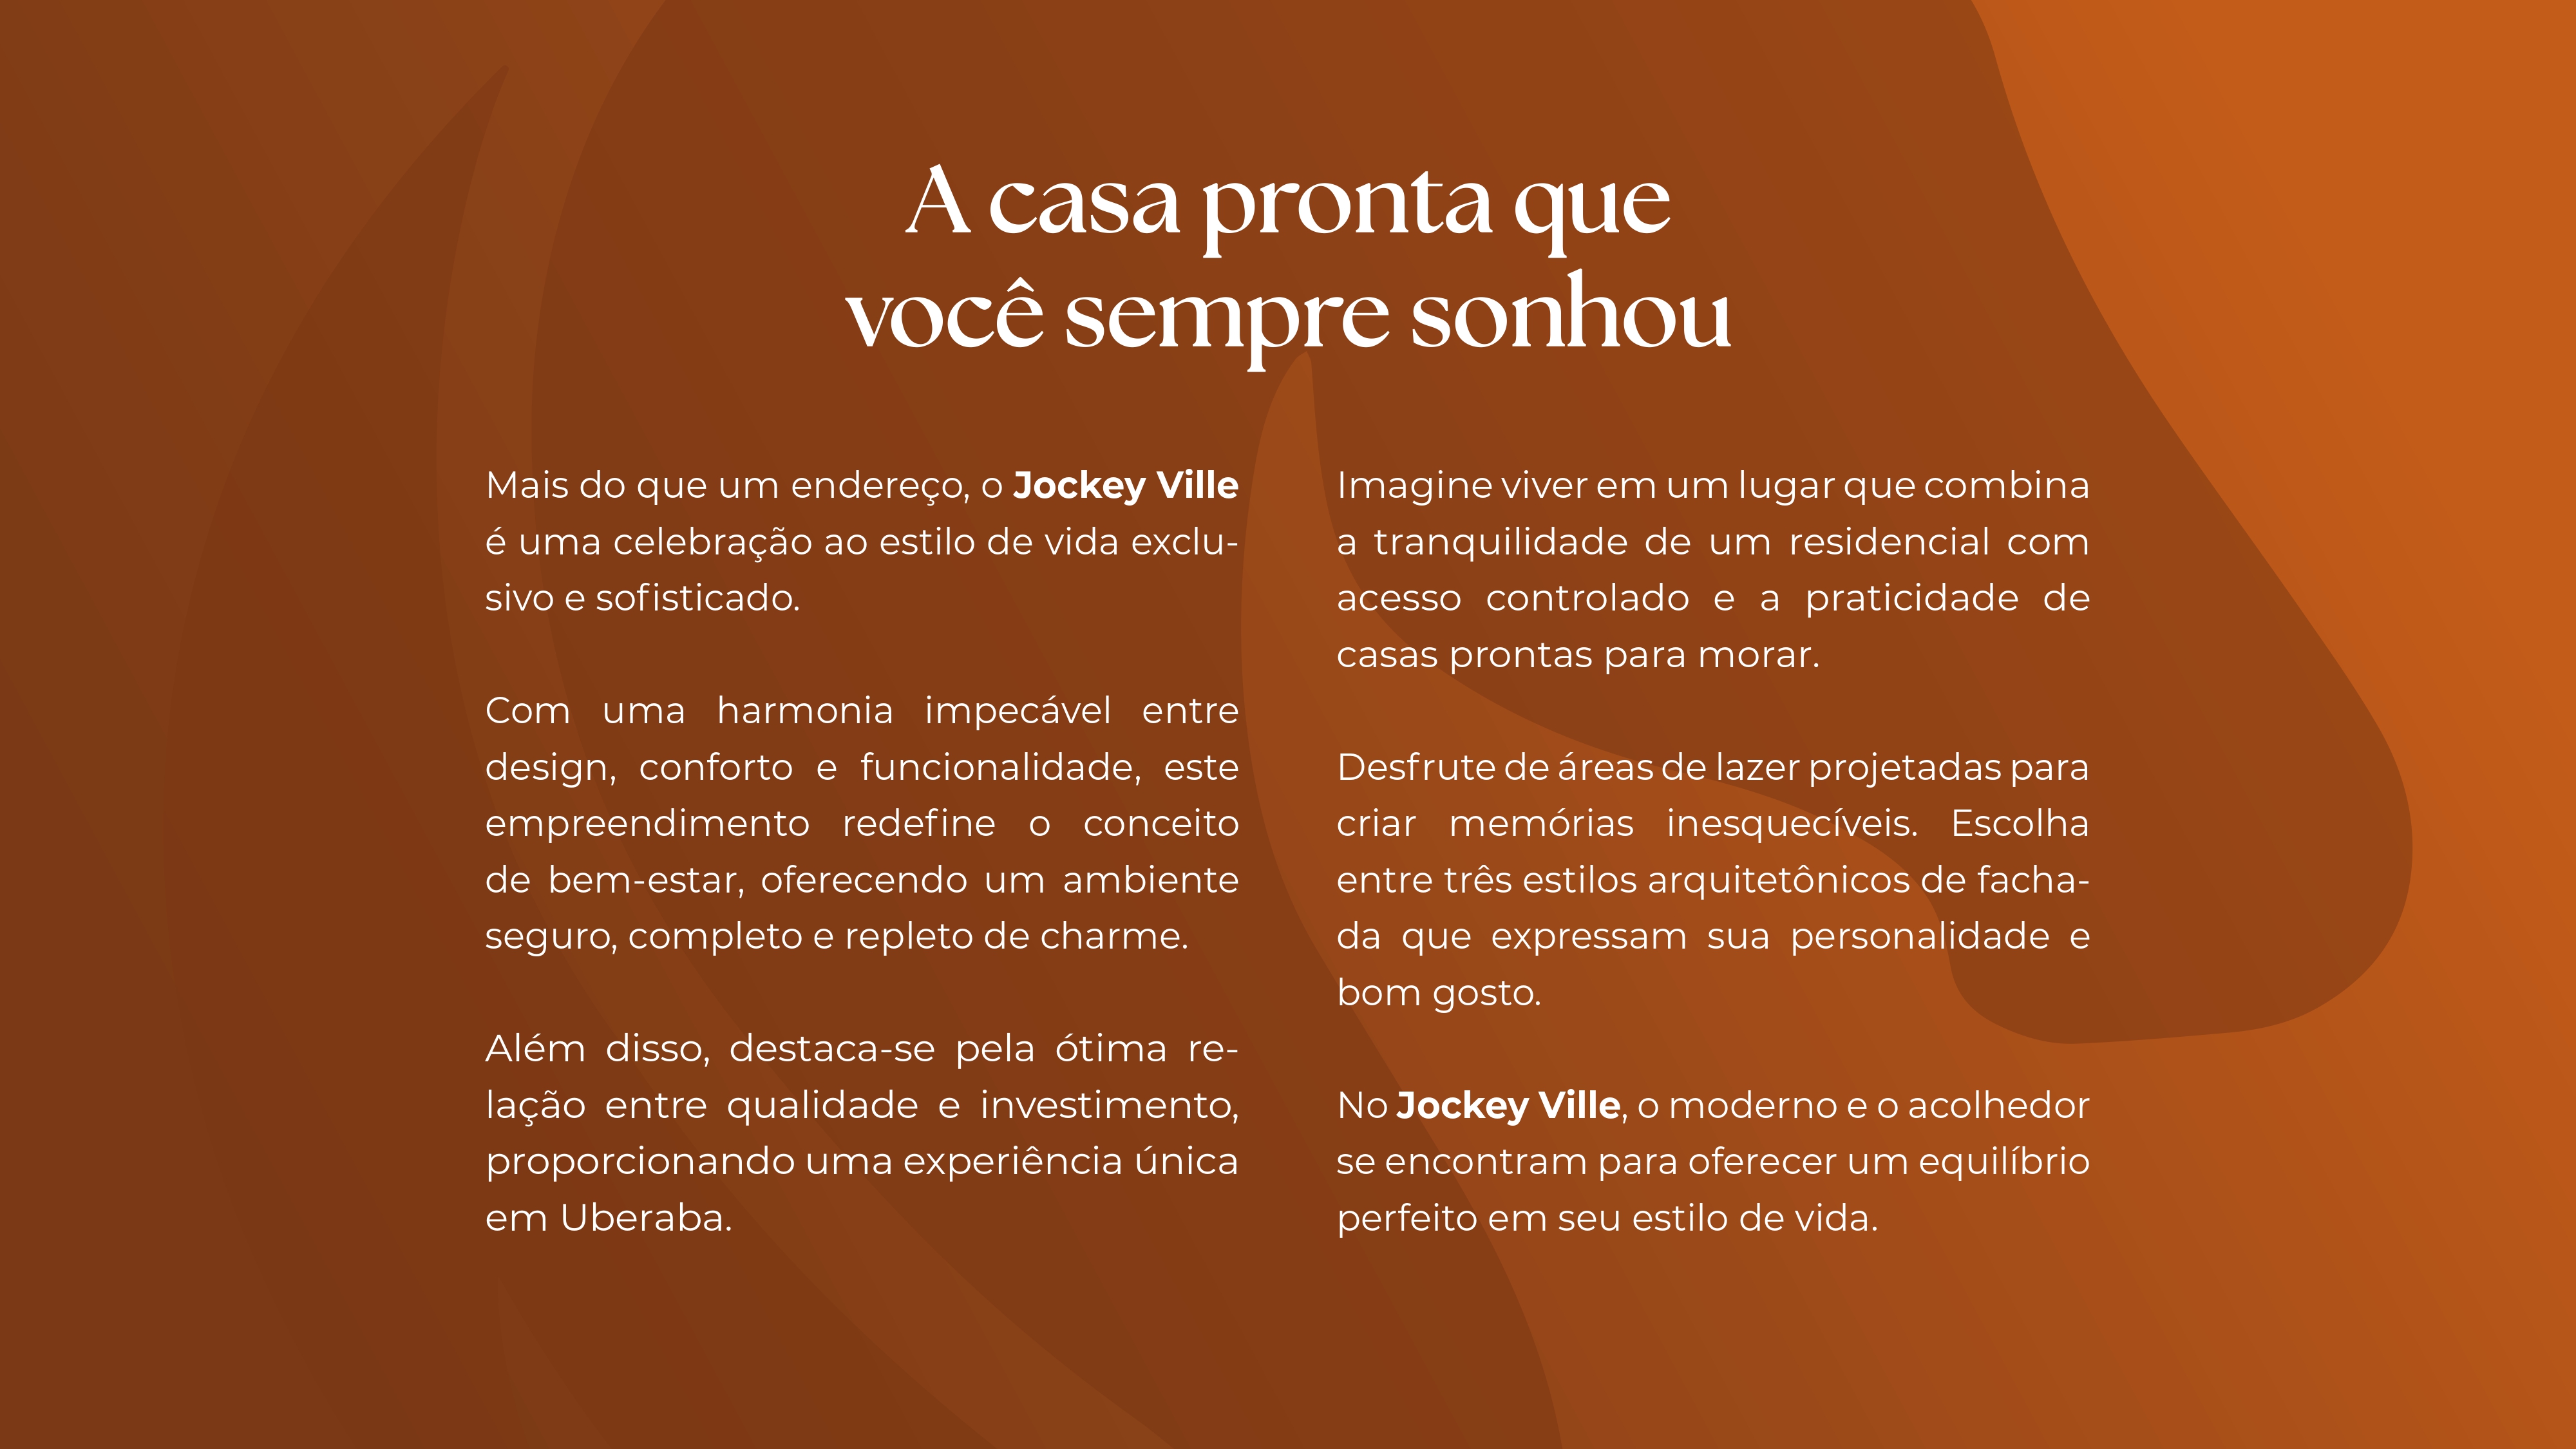 A casa pronta que
você sempre sonhou
Mais do que um endereço, o Jockey Ville
é uma celebração ao estilo de vida exclu-
sivo e sofisticado.
Com uma harmonia impecável entre
design, conforto e funcionalidade, este
empreendimento redefine o conceito
de bem-estar, oferecendo um ambiente
seguro, completo e repleto de charme.
Além disso, destaca-se pela ótima re-
lação entre qualidade e investimento,
proporcionando uma experiência única
em Uberaba.
Imagine viver em um lugar que combina
a tranquilidade de um residencial com
acesso controlado e a praticidade de
casas prontas para morar.
Desfrute de áreas de lazer projetadas para
criar memórias inesquecíveis. Escolha
entre três estilos arquitetônicos de facha-
da que expressam sua personalidade e
bom gosto.
No Jockey Ville, o moderno e o acolhedor
se encontram para oferecer um equilíbrio
perfeito em seu estilo de vida.